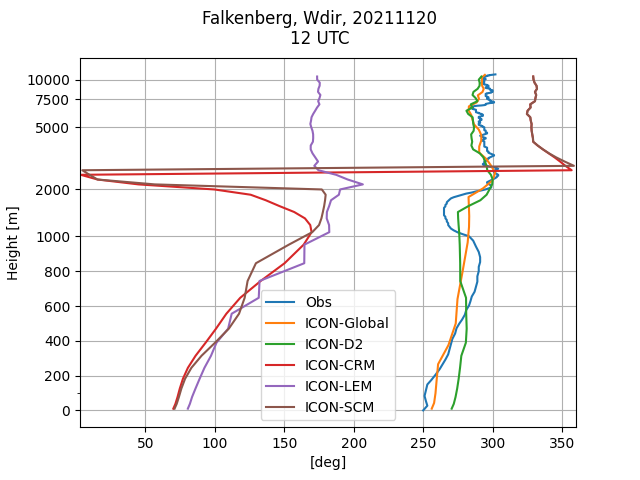 Falkenberg, Wdir, 20211120
12 UTC
10000
7500
5000
2000
1000
800
600
400
200
0
Height [m]
Obs
ICON-Global
ICON-D2
ICON-CRM
ICON-LEM
ICON-SCM
50 100 150 200 250 300 350
[deg]